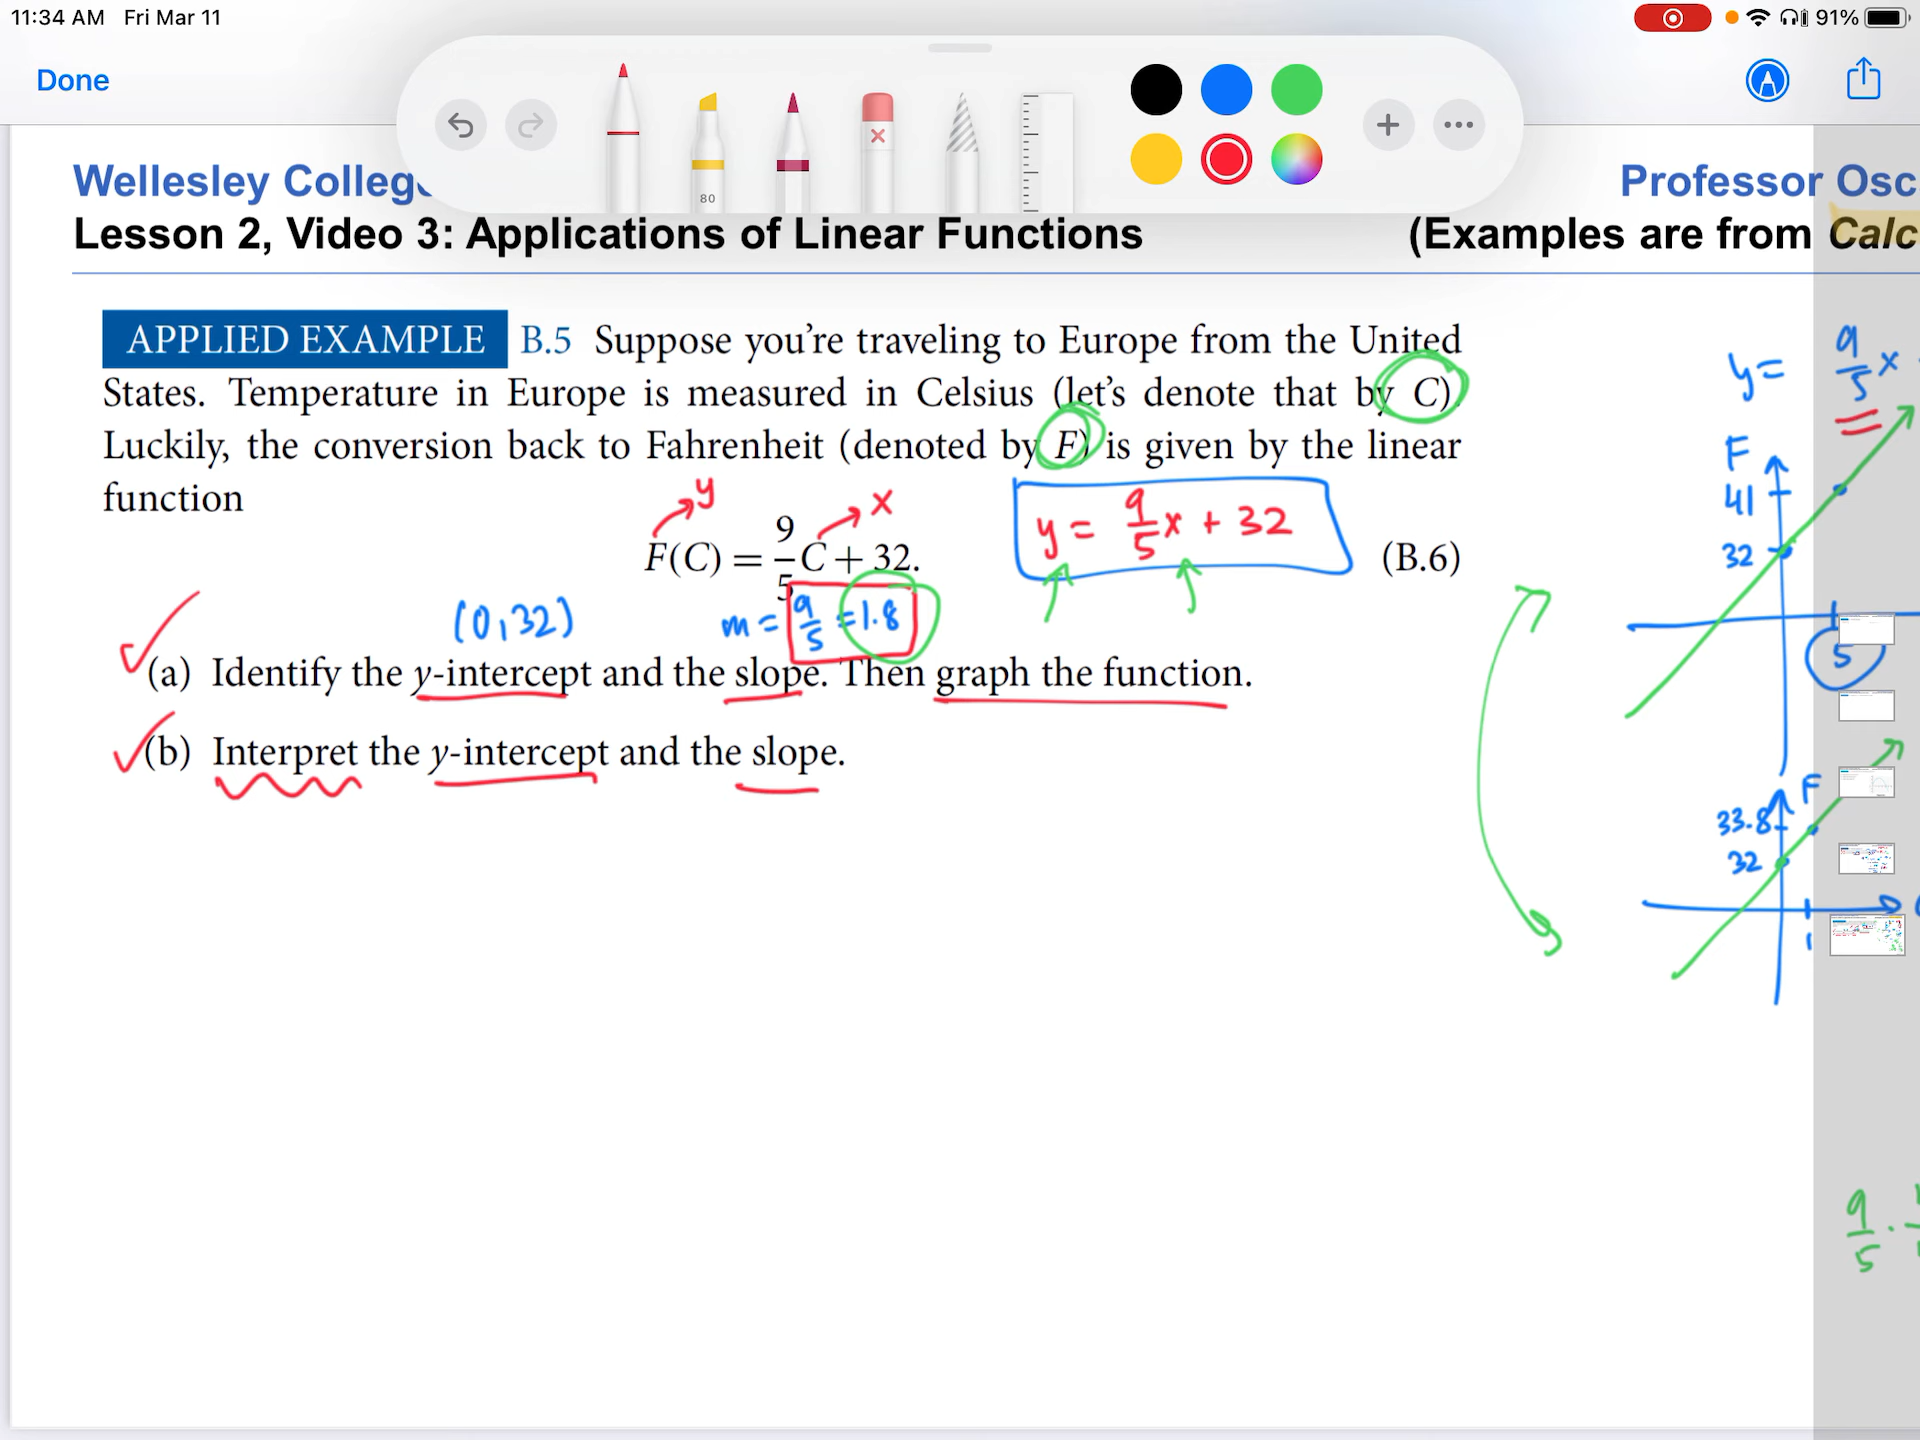 11:34 AM Fri Mar 11
91%
Done
80
Wellesley College
Professor Osc
Lesson 2, Video 3: Applications of Linear Functions
(Examples are from Calc
APPLIED EXAMPLE B.5 Suppose you're traveling to Europe from the United
States. Temperature in Europe is measured in Celsius (let's denote that by C).
Luckily, the conversion back to Fahrenheit (denoted by F) is given by the linear
function
y
x
F(C) = 9/5 C + 32.
y = 9/5 x + 32
(B.6)
(0,32)
m = 9/5 = 1.8
(a) Identify the y-intercept and the slope. Then graph the function.
(b) Interpret the y-intercept and the slope.
y = 9/5 x
F
41
32
5
F
33.8
32
1
9/5 ·